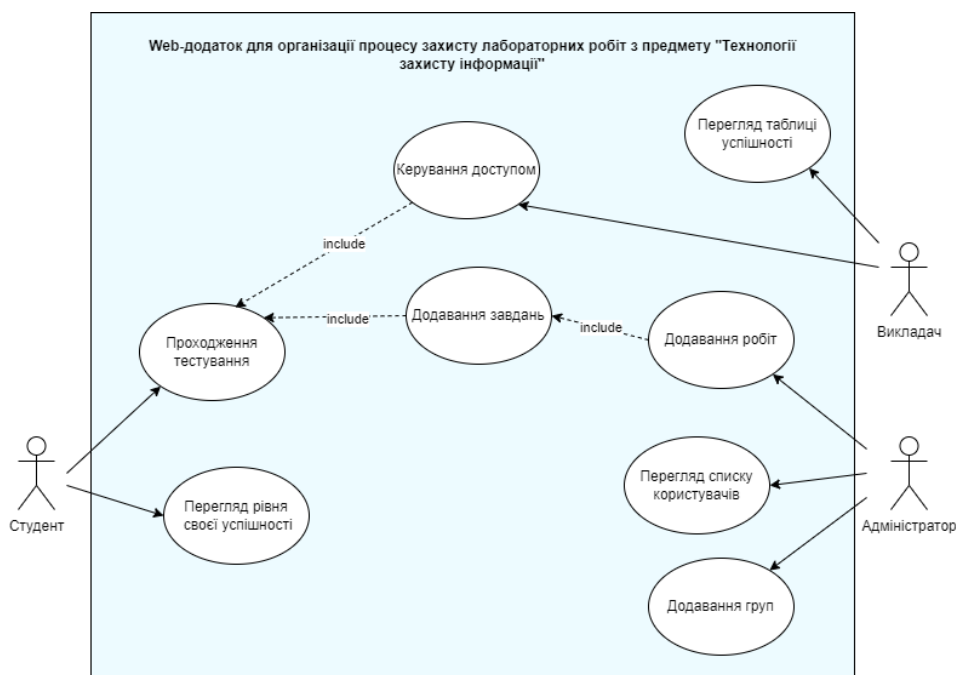 Web-додаток для організації процесу захисту лабораторних робіт з предмету "Технології
захисту інформації"
Перегляд таблиці
успішності
Керування доступом
include
Викладач
Додавання завдань
include
include
Додавання робіт
Проходження
тестування
Студент
Перегляд рівня
своєї успішності
Перегляд списку
користувачів
Адміністратор
Додавання груп